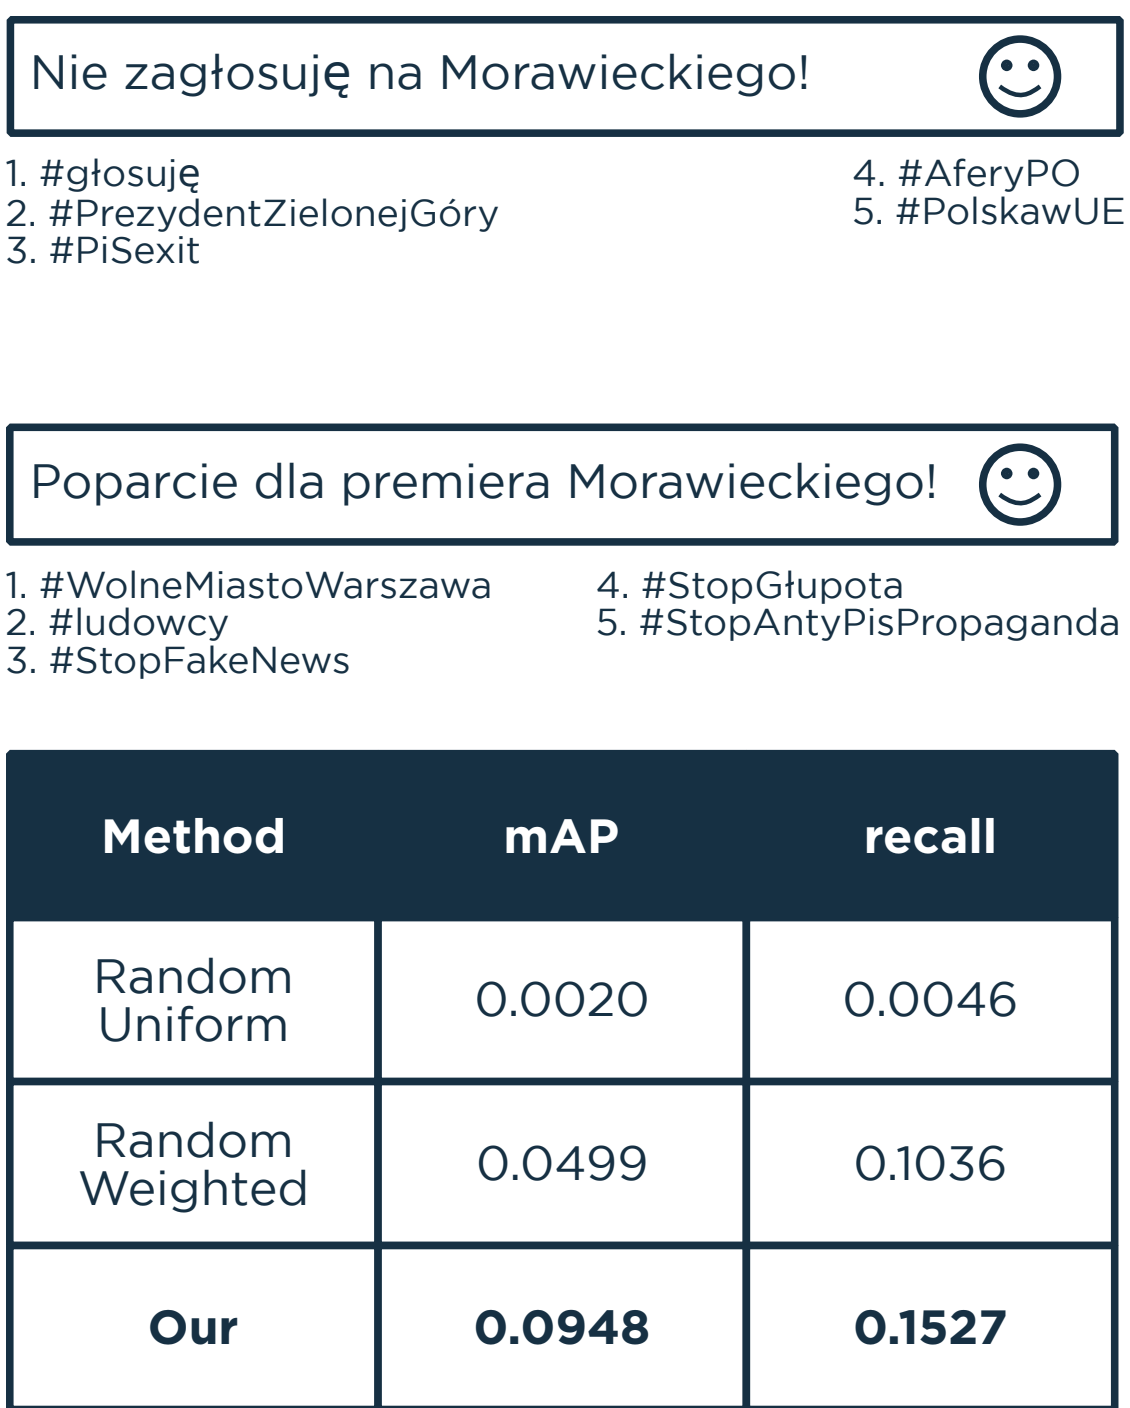 Nie zagłosuję na Morawieckiego!
1. #głosuję
2. #PrezydentZielonejGóry
3. #PiSexit
4. #AferyPO
5. #PolskawUE
Poparcie dla premiera Morawieckiego!
1. #WolneMiastoWarszawa
2. #ludowcy
3. #StopFakeNews
4. #StopGłupota
5. #StopAntyPisPropaganda
Method mAP recall
Random
Uniform
0.0020 0.0046
Random
Weighted
0.0499 0.1036
Our 0.0948 0.1527